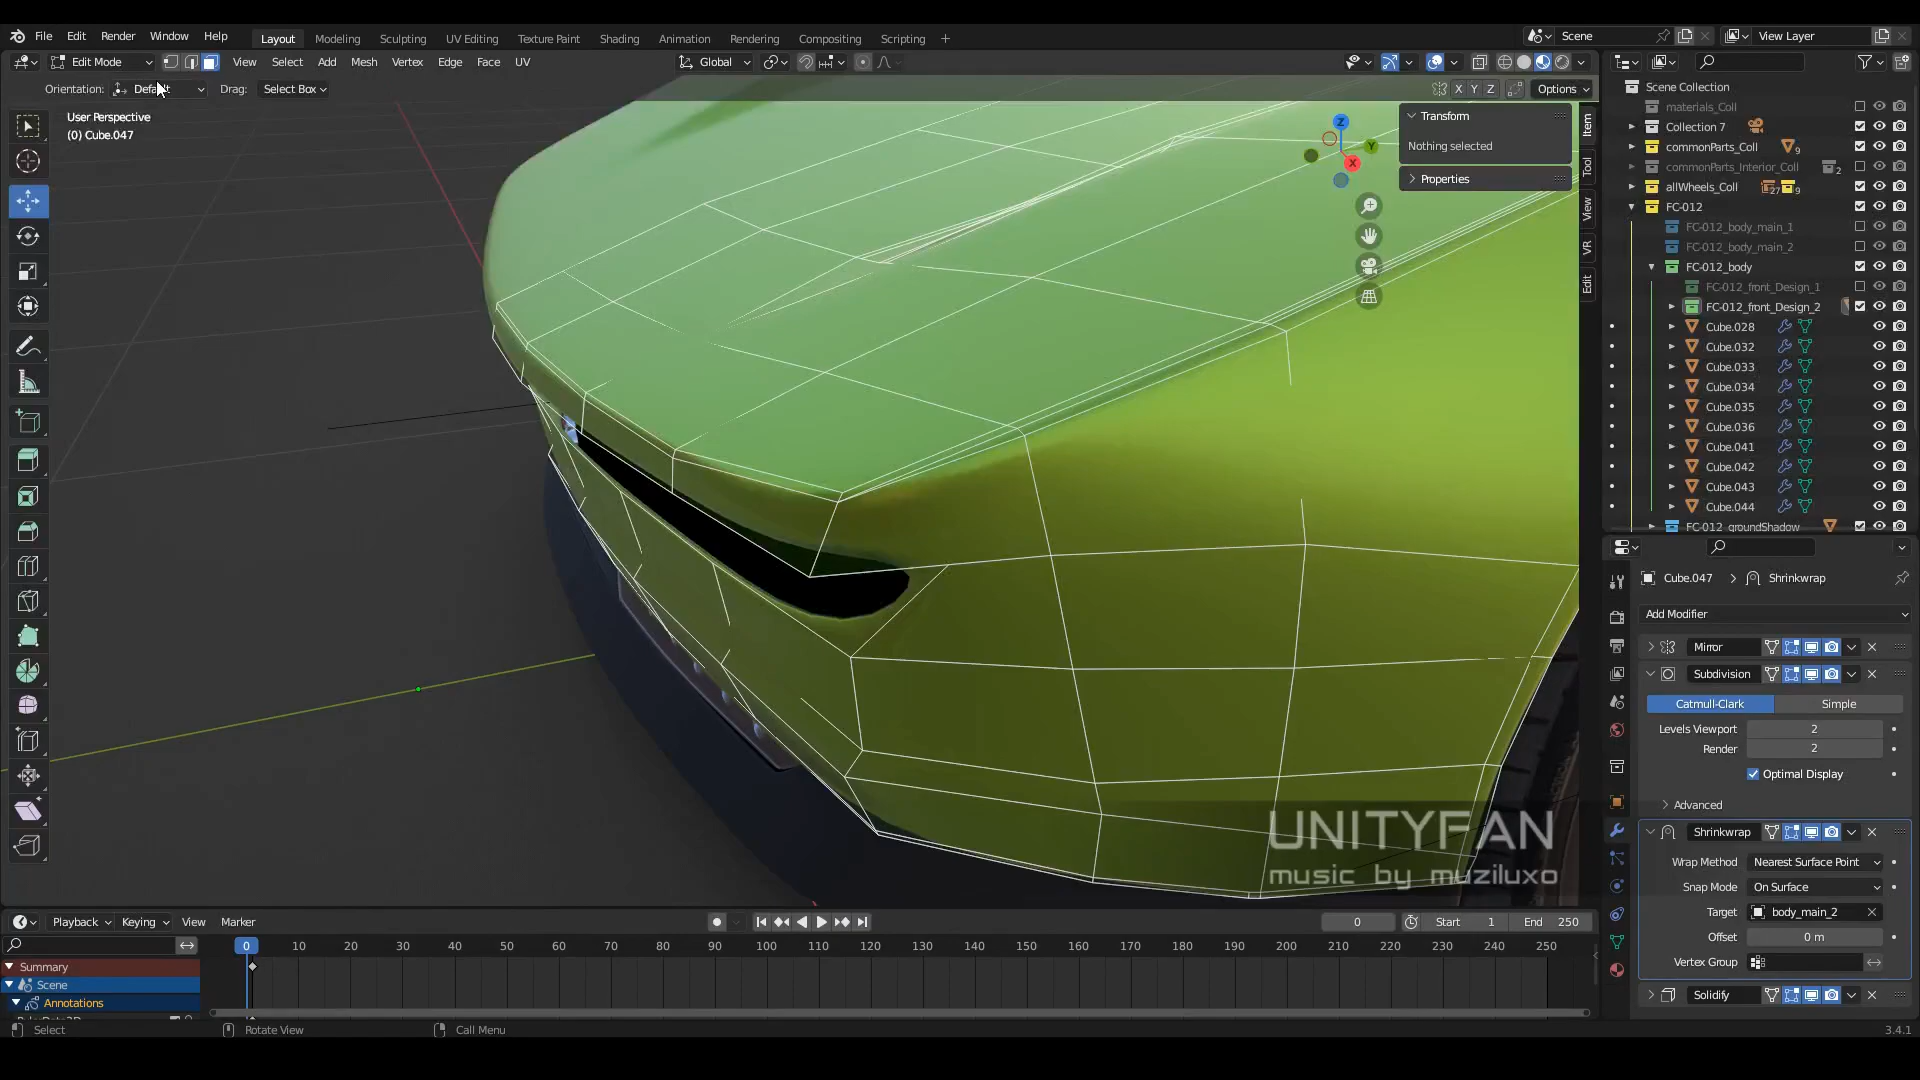 File Edit Render Window Help Layout Modeling Sculpting UV Editing Texture Paint Shading Animation Rendering Compositing Scripting + Scene View Layer
Edit Mode View Select Add Mesh Vertex Edge Face UV Global
Orientation: Default Drag: Select Box X Y Z Options
User Perspective
(0) Cube.047
Transform
Nothing selected
Properties
Item
Tool
View
VR
Edit
Z
Y
X
Scene Collection
materials_Coll
Collection 7
commonParts_Coll 9
commonParts_Interior_Coll 2
allWheels_Coll 27 9
FC-012
FC-012_body_main_1
FC-012_body_main_2
FC-012_body
FC-012_front_Design_1
FC-012_front_Design_2
Cube.028
Cube.032
Cube.033
Cube.034
Cube.035
Cube.036
Cube.041
Cube.042
Cube.043
Cube.044
FC-012_groundShadow
Cube.047 Shrinkwrap
Add Modifier
Mirror
Subdivision
Catmull-Clark Simple
Levels Viewport 2
Render 2
Optimal Display
Advanced
Shrinkwrap
Wrap Method Nearest Surface Point
Snap Mode On Surface
Target body_main_2
Offset 0 m
Vertex Group
Solidify
UNITYFAN
music by muziluxo
Playback Keying View Marker 0 Start 1 End 250
0 10 20 30 40 50 60 70 80 90 100 110 120 130 140 150 160 170 180 190 200 210 220 230 240 250
Summary
Scene
Annotations
Select Rotate View Call Menu 3.4.1